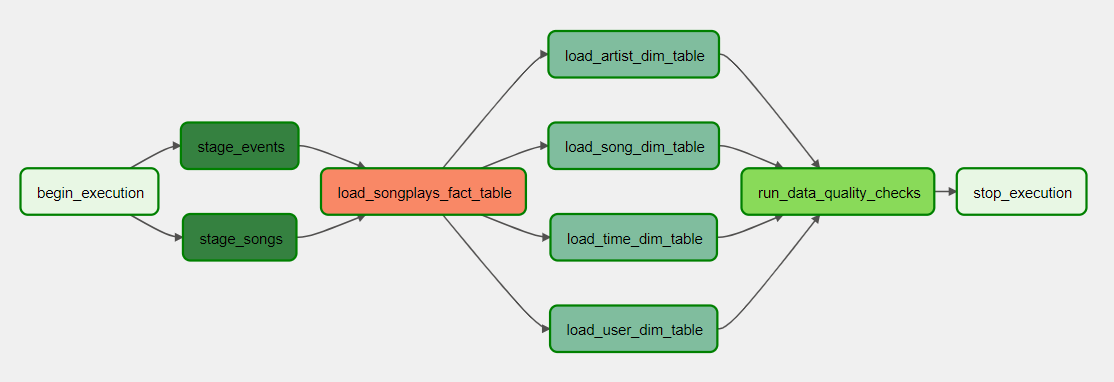 begin_execution
stage_events
stage_songs
load_songplays_fact_table
load_artist_dim_table
load_song_dim_table
load_time_dim_table
load_user_dim_table
run_data_quality_checks
stop_execution